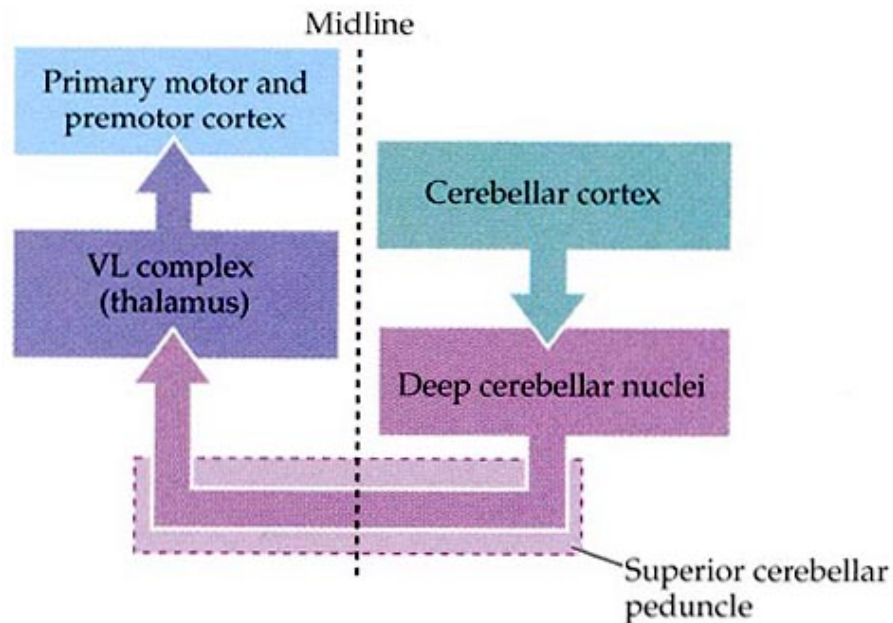 Midline
Primary motor and
premotor cortex
Cerebellar cortex
VL complex
(thalamus)
Deep cerebellar nuclei
Superior cerebellar
peduncle